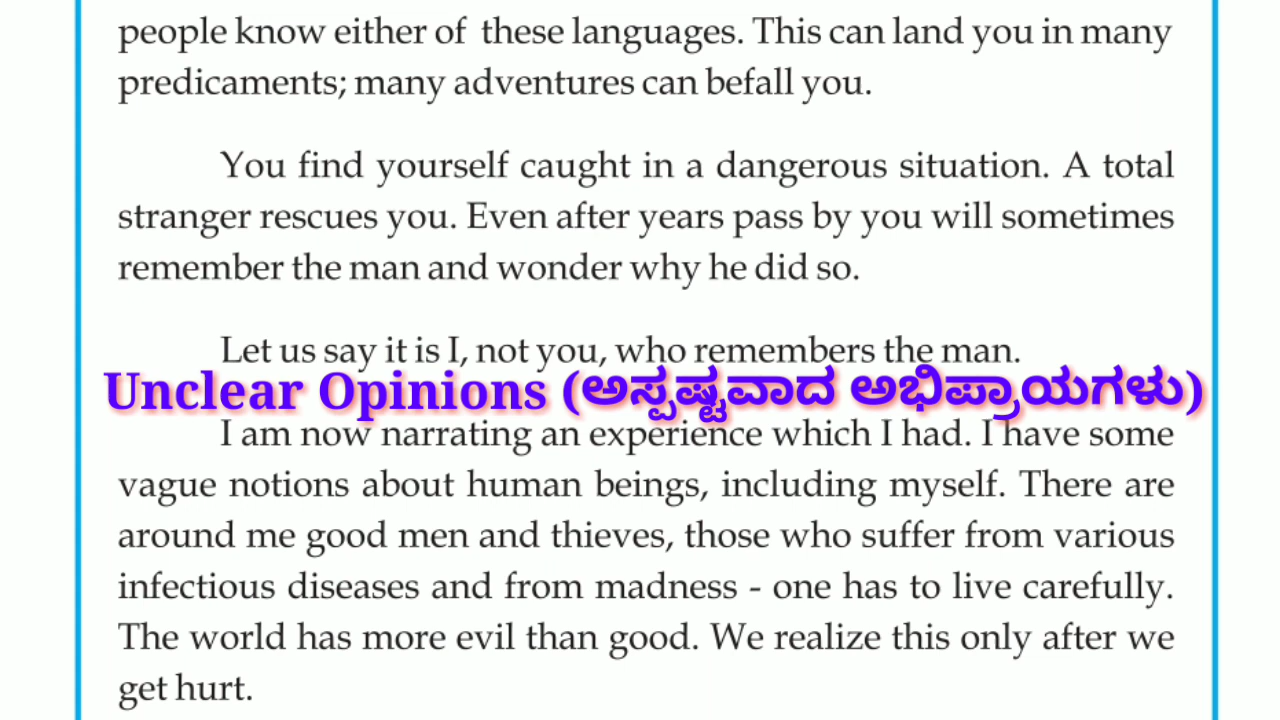 people know either of these languages. This can land you in many
predicaments; many adventures can befall you.
You find yourself caught in a dangerous situation. A total
stranger rescues you. Even after years pass by you will sometimes
remember the man and wonder why he did so.
Let us say it is I, not you, who remembers the man.
Unclear Opinions (ಅಸ್ಪಷ್ಟವಾದ ಅಭಿಪ್ರಾಯಗಳು)
I am now narrating an experience which I had. I have some
vague notions about human beings, including myself. There are
around me good men and thieves, those who suffer from various
infectious diseases and from madness - one has to live carefully.
The world has more evil than good. We realize this only after we
get hurt.